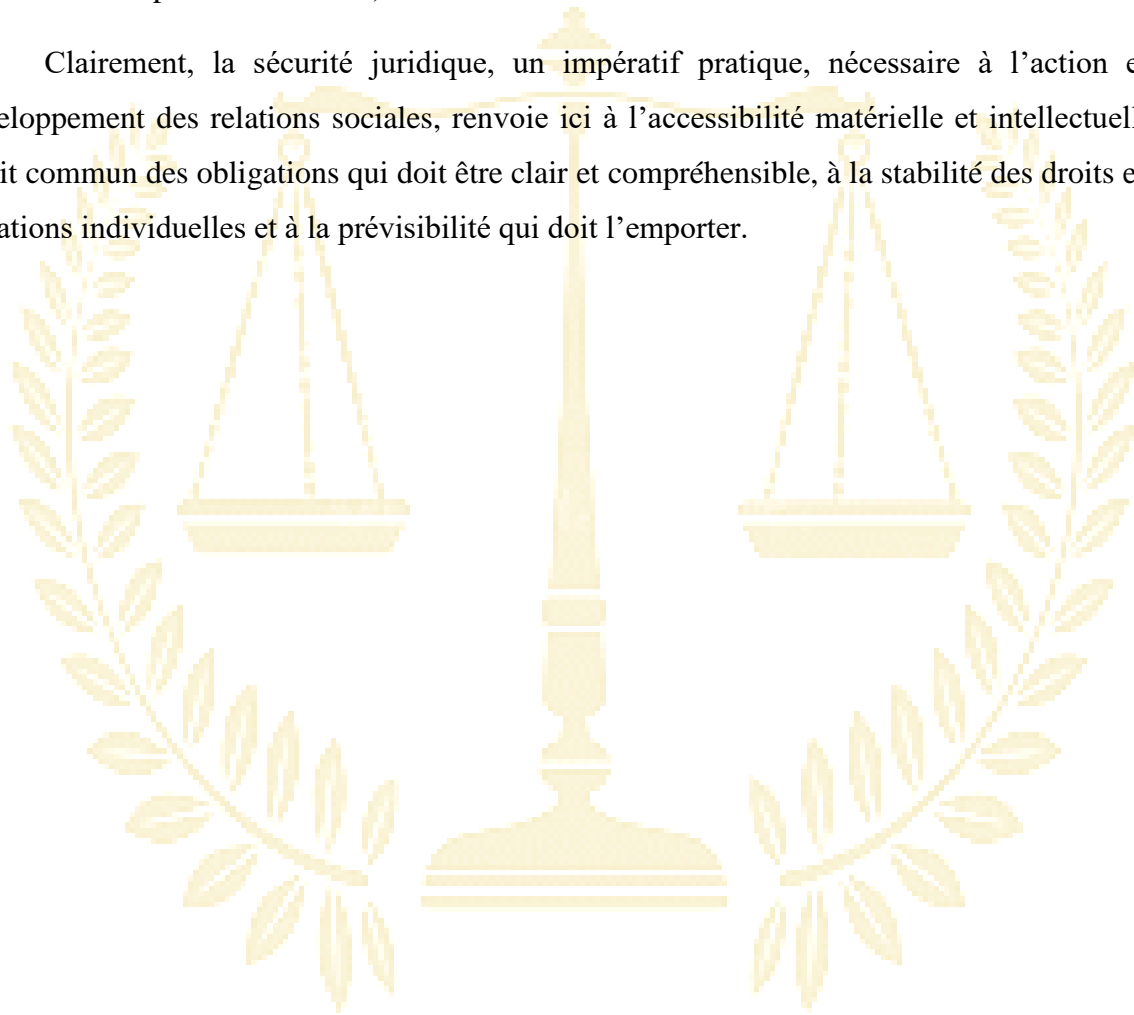 Clairement, la sécurité juridique, un impératif pratique, nécessaire à l’action e
eloppement des relations sociales, renvoie ici à l’accessibilité matérielle et intellectuell
it commun des obligations qui doit être clair et compréhensible, à la stabilité des droits e
ations individuelles et à la prévisibilité qui doit l’emporter.